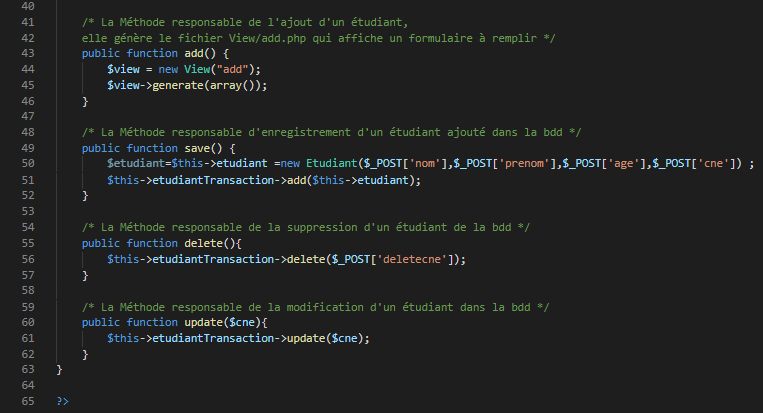 40
41 /* La Méthode responsable de l'ajout d'un étudiant,
42 elle génère le fichier View/add.php qui affiche un formulaire à remplir */
43 public function add() {
44 $view = new View("add");
45 $view->generate(array());
46 }
47
48 /* La Méthode responsable d'enregistrement d'un étudiant ajouté dans la bdd */
49 public function save() {
50 $etudiant=$this->etudiant =new Etudiant($_POST['nom'],$_POST['prenom'],$_POST['age'],$_POST['cne']) ;
51 $this->etudiantTransaction->add($this->etudiant);
52 }
53
54 /* La Méthode responsable de la suppression d'un étudiant de la bdd */
55 public function delete(){
56 $this->etudiantTransaction->delete($_POST['deletecne']);
57 }
58
59 /* La Méthode responsable de la modification d'un étudiant dans la bdd */
60 public function update($cne){
61 $this->etudiantTransaction->update($cne);
62 }
63 }
64
65 ?>